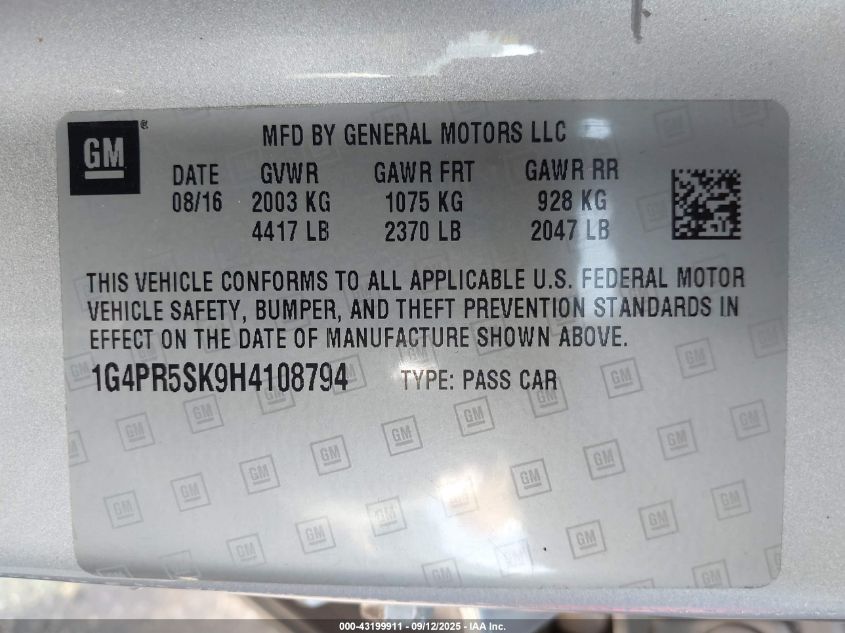 GM®
MFD BY GENERAL MOTORS LLC
DATE GVWR GAWR FRT GAWR RR
08/16 2003 KG 1075 KG 928 KG
4417 LB 2370 LB 2047 LB
THIS VEHICLE CONFORMS TO ALL APPLICABLE U.S. FEDERAL MOTOR
VEHICLE SAFETY, BUMPER, AND THEFT PREVENTION STANDARDS IN
EFFECT ON THE DATE OF MANUFACTURE SHOWN ABOVE.
1G4PR5SK9H4108794 TYPE: PASS CAR
000-43199911 - 09/12/2025 - IAA Inc.